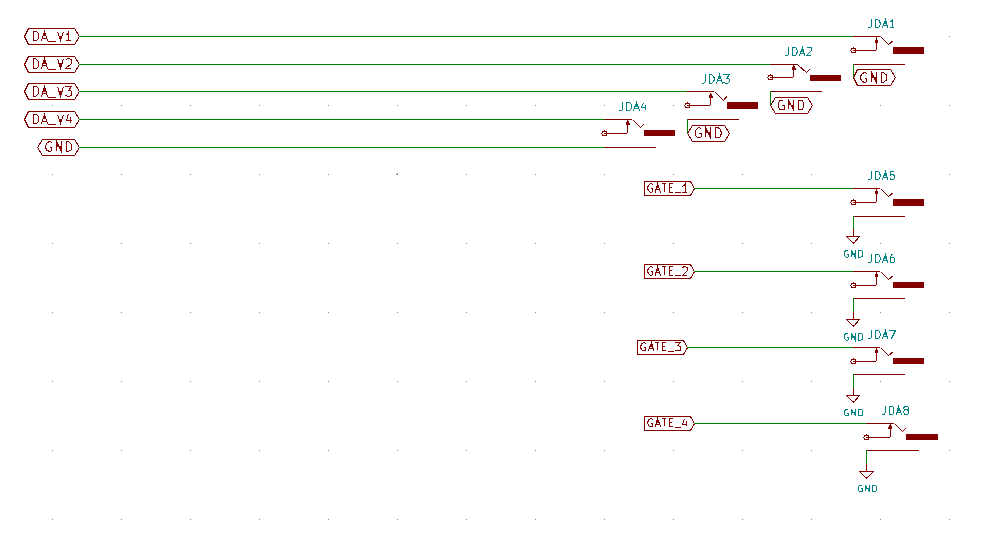 JDA1
DA_V1
JDA2
DA_V2
GND
JDA3
DA_V3
GND
JDA4
DA_V4
GND
GND
JDA5
GATE_1
GND
JDA6
GATE_2
GND
JDA7
GATE_3
GND
JDA8
GATE_4
GND